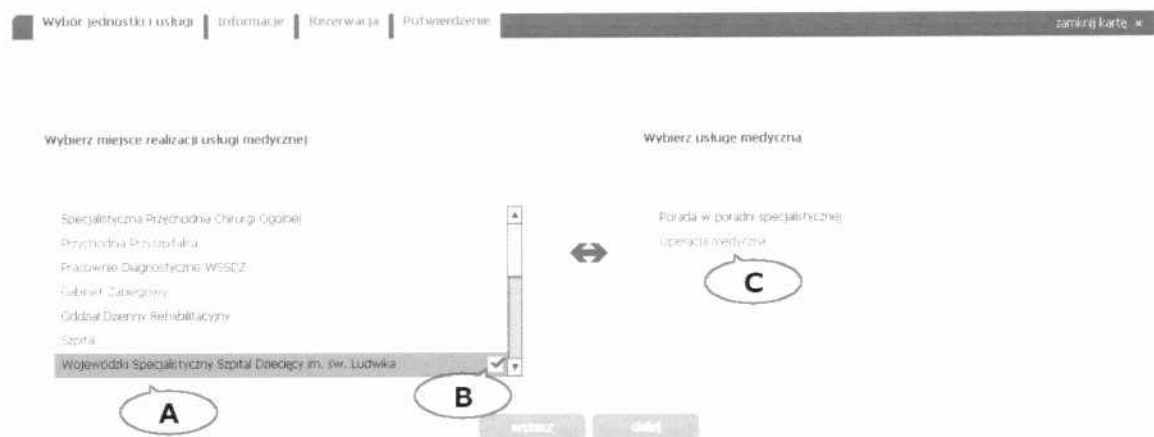 Wybór jednostki i usługi Informacje Rezerwacja Potwierdzenie zamknij kartę ×
Wybierz miejsce realizacji usługi medycznej
Wybierz usługę medyczną
Specjalistyczna Przychodnia Chirurgi Ogólnej
Przychodnia Przyszpitalna
Pracownie Diagnostyczne WSSDZ
Gabinet Zabiegowy
Oddział Dzienny Rehabilitacyjny
Szpital
Wojewódzki Specjalistyczny Szpital Dziecięcy im. św. Ludwika
Porada w poradni specjalistycznej
Operacja medyczna
A
B
C
wstecz dalej